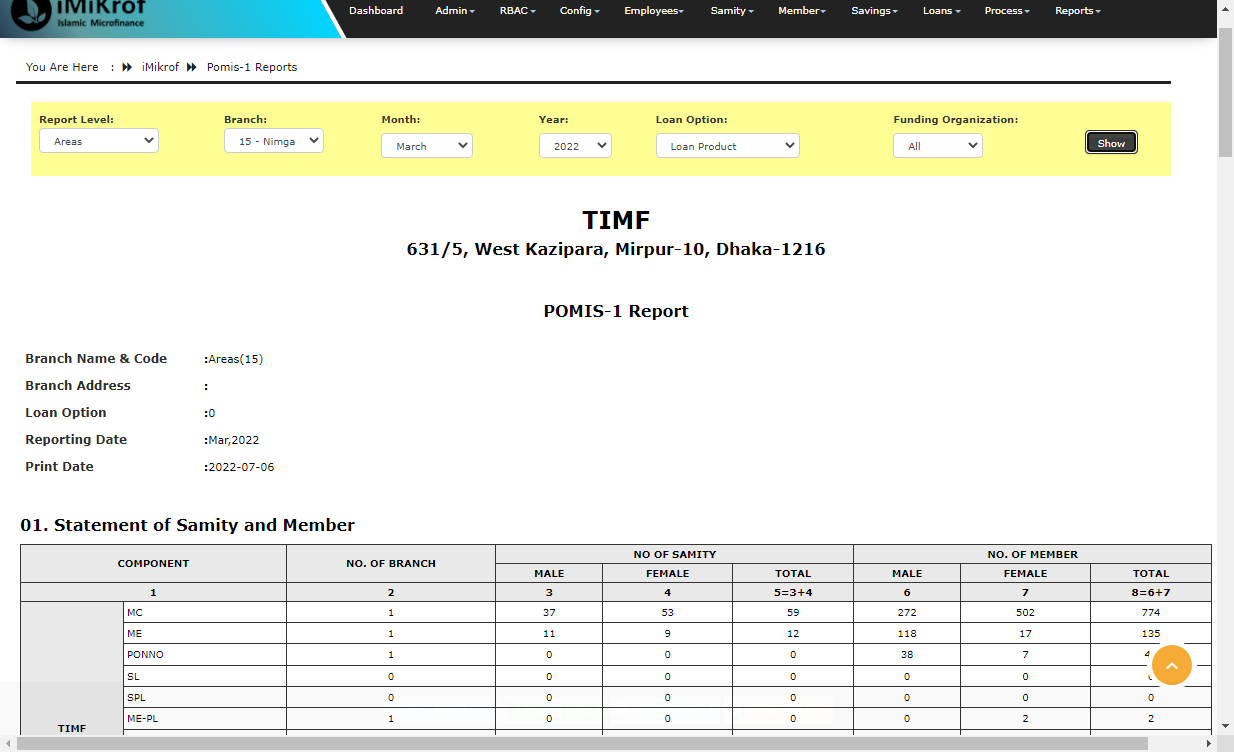 iMiKrof
Islamic Microfinance
Dashboard Admin RBAC Config Employees Samity Member Savings Loans Process Reports
You Are Here : iMikrof Pomis-1 Reports
Report Level: Branch: Month: Year: Loan Option: Funding Organization:
Areas 15 - Nimga March 2022 Loan Product All Show
TIMF
631/5, West Kazipara, Mirpur-10, Dhaka-1216
POMIS-1 Report
Branch Name & Code :Areas(15)
Branch Address :
Loan Option :0
Reporting Date :Mar,2022
Print Date :2022-07-06
01. Statement of Samity and Member
COMPONENT NO. OF BRANCH NO OF SAMITY NO. OF MEMBER
MALE FEMALE TOTAL MALE FEMALE TOTAL
1 2 3 4 5=3+4 6 7 8=6+7
MC 1 37 53 59 272 502 774
ME 1 11 9 12 118 17 135
PONNO 1 0 0 0 38 7
SL 0 0 0 0 0 0
SPL 0 0 0 0 0 0 0
ME-PL 1 0 0 0 0 2 2
TIMF